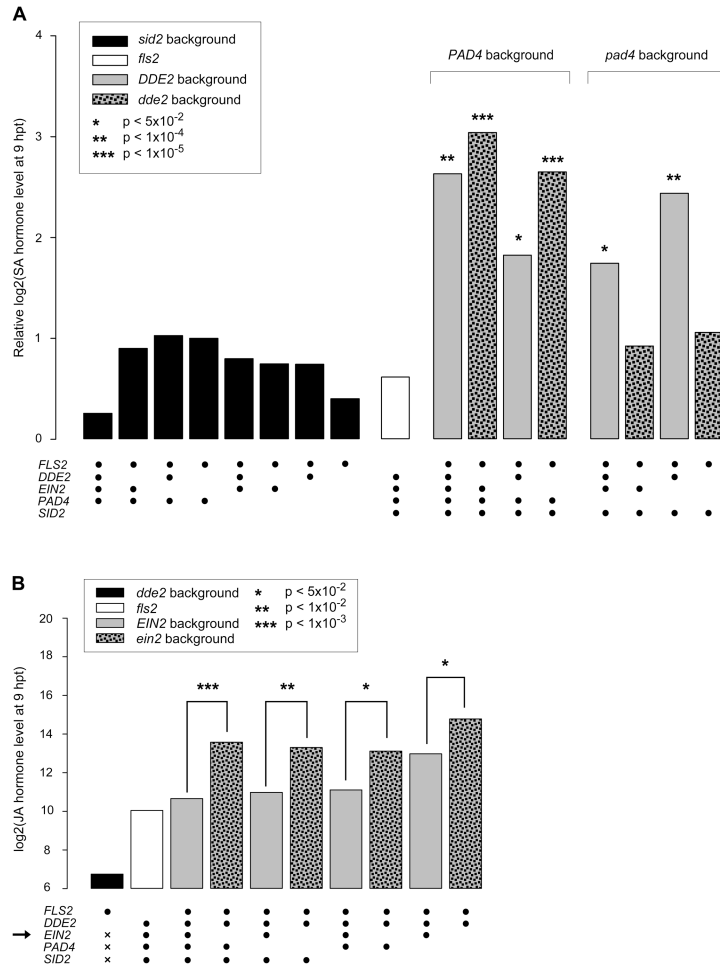 A
sid2 background
fls2
DDE2 background
dde2 background
* p < 5x10-2
** p < 1x10-4
*** p < 1x10-5
PAD4 background
pad4 background
Relative log2(SA hormone level at 9 hpt)
4
3
2
1
0
** *** * *** * **
FLS2
DDE2
EIN2
PAD4
SID2
B
dde2 background
fls2
EIN2 background
ein2 background
* p < 5x10-2
** p < 1x10-2
*** p < 1x10-3
log2(JA hormone level at 9 hpt)
20
18
16
14
12
10
8
6
*** ** * *
FLS2
DDE2
EIN2 ×
PAD4 ×
SID2 ×